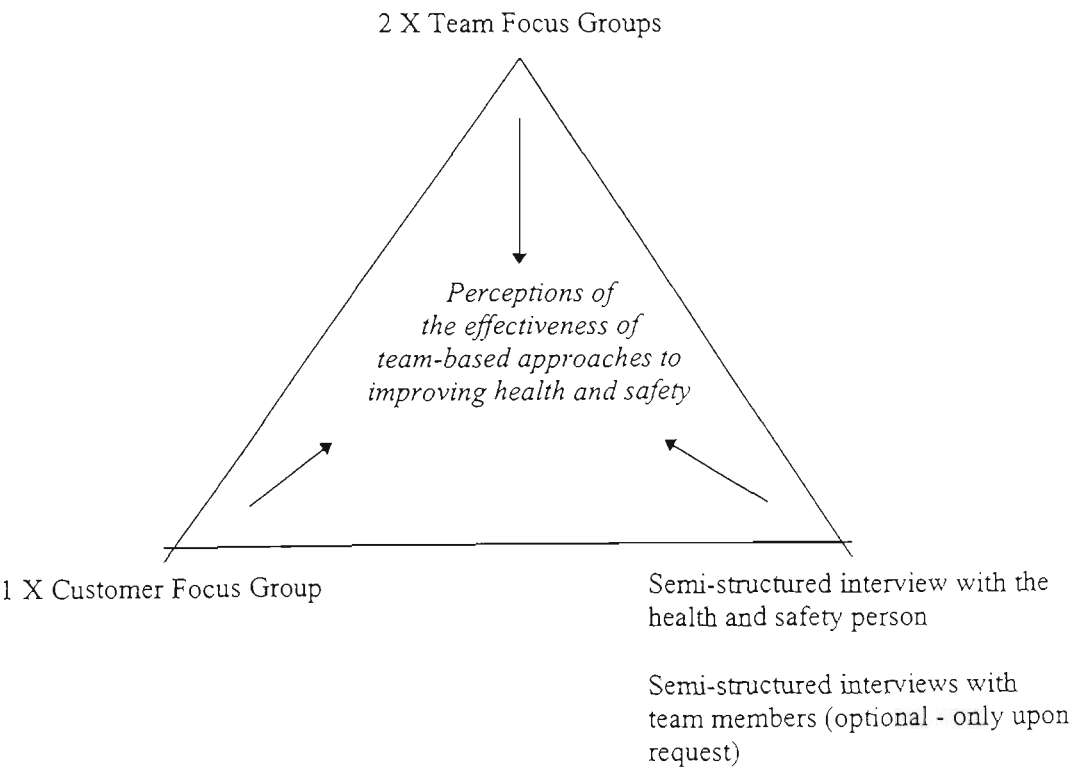 2 X Team Focus Groups
Perceptions of
the effectiveness of
team-based approaches to
improving health and safety
1 X Customer Focus Group
Semi-structured interview with the
health and safety person
Semi-structured interviews with
team members (optional - only upon
request)